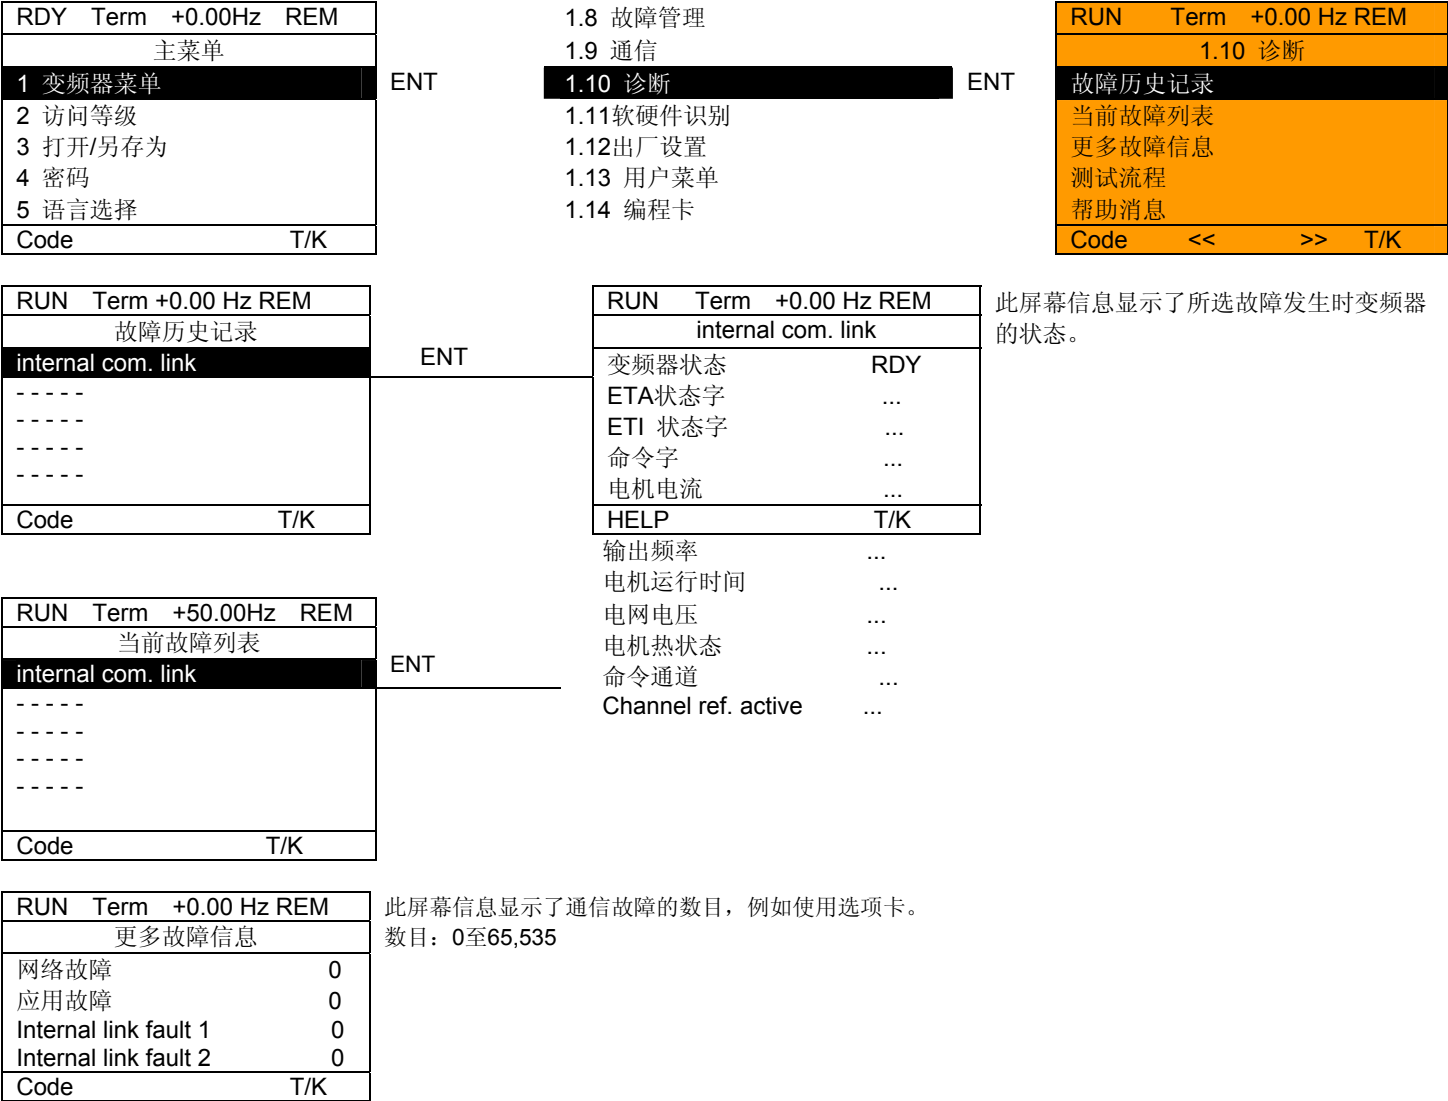 RDY Term +0.00Hz REM
主菜单
1 变频器菜单
2 访问等级
3 打开/另存为
4 密码
5 语言选择
Code T/K
ENT
1.8 故障管理
1.9 通信
1.10 诊断
1.11软硬件识别
1.12出厂设置
1.13 用户菜单
1.14 编程卡
ENT
RUN Term +0.00 Hz REM
1.10 诊断
故障历史记录
当前故障列表
更多故障信息
测试流程
帮助消息
Code << >> T/K
RUN Term +0.00 Hz REM
故障历史记录
internal com. link
- - - - -
- - - - -
- - - - -
- - - - -
Code T/K
ENT
RUN Term +0.00 Hz REM
internal com. link
变频器状态 RDY
ETA状态字 ...
ETI 状态字 ...
命令字 ...
电机电流 ...
HELP T/K
输出频率 ...
电机运行时间 ...
电网电压 ...
电机热状态 ...
命令通道 ...
Channel ref. active ...
此屏幕信息显示了所选故障发生时变频器
的状态。
RUN Term +50.00Hz REM
当前故障列表
internal com. link
- - - - -
- - - - -
- - - - -
- - - - -
Code T/K
ENT
RUN Term +0.00 Hz REM
更多故障信息
网络故障 0
应用故障 0
Internal link fault 1 0
Internal link fault 2 0
Code T/K
此屏幕信息显示了通信故障的数目，例如使用选项卡。
数目：0至65,535